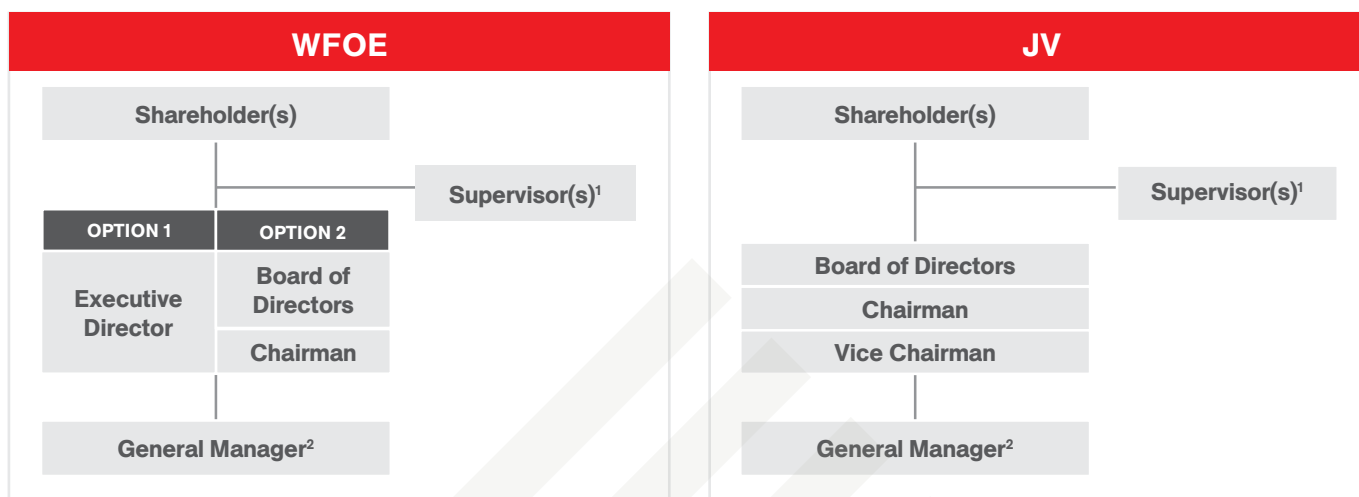 WFOE
Shareholder(s)
Supervisor(s)¹
OPTION 1
OPTION 2
Executive
Director
Board of
Directors
Chairman
General Manager²
JV
Shareholder(s)
Supervisor(s)¹
Board of Directors
Chairman
Vice Chairman
General Manager²